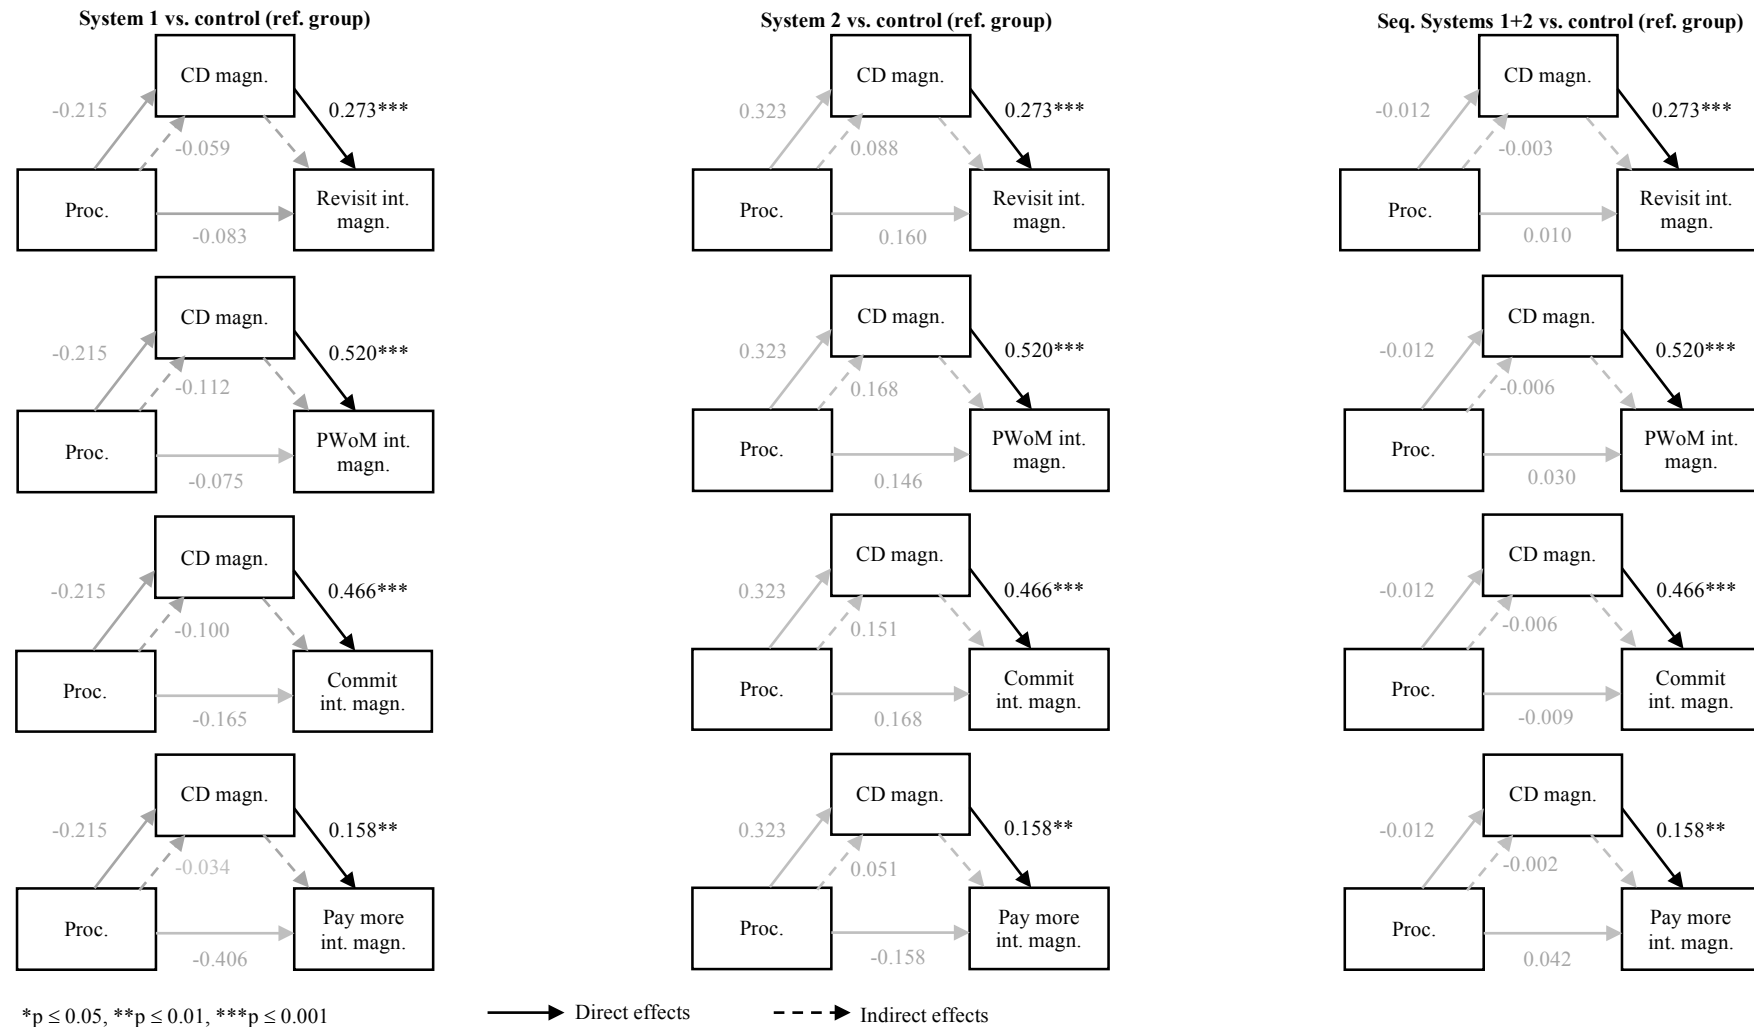 System 1 vs. control (ref. group)
CD magn.
-0.215
0.273***
-0.059
Proc.
Revisit int.
magn.
-0.083
CD magn.
-0.215
0.520***
-0.112
Proc.
PWoM int.
magn.
-0.075
CD magn.
-0.215
0.466***
-0.100
Proc.
Commit
int. magn.
-0.165
CD magn.
-0.215
0.158**
-0.034
Proc.
Pay more
int. magn.
-0.406
System 2 vs. control (ref. group)
CD magn.
0.323
0.273***
0.088
Proc.
Revisit int.
magn.
0.160
CD magn.
0.323
0.520***
0.168
Proc.
PWoM int.
magn.
0.146
CD magn.
0.323
0.466***
0.151
Proc.
Commit
int. magn.
0.168
CD magn.
0.323
0.158**
0.051
Proc.
Pay more
int. magn.
-0.158
Seq. Systems 1+2 vs. control (ref. group)
CD magn.
-0.012
0.273***
-0.003
Proc.
Revisit int.
magn.
0.010
CD magn.
-0.012
0.520***
-0.006
Proc.
PWoM int.
magn.
0.030
CD magn.
-0.012
0.466***
-0.006
Proc.
Commit
int. magn.
-0.009
CD magn.
-0.012
0.158**
-0.002
Proc.
Pay more
int. magn.
0.042
*p ≤ 0.05, **p ≤ 0.01, ***p ≤ 0.001
Direct effects
Indirect effects